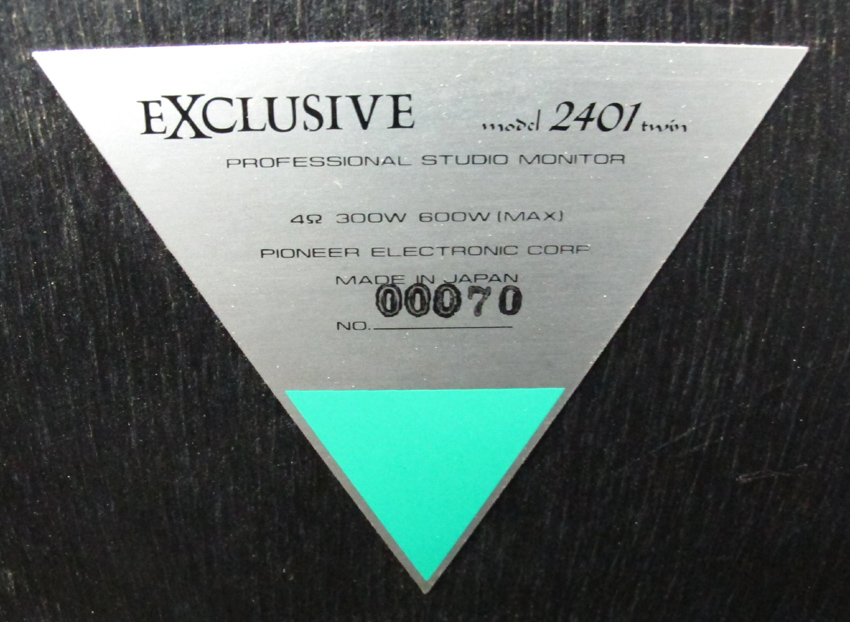 EXCLUSIVE model 2401 twin
PROFESSIONAL STUDIO MONITOR
4Ω 300W 600W (MAX)
PIONEER ELECTRONIC CORP
MADE IN JAPAN
NO. 00070